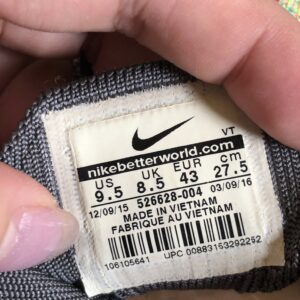 VT
nikebetterworld.com
US UK EUR cm
9.5 8.5 43 27.5
12/09/15 526628-004 03/09/16
MADE IN VIETNAM
FABRIQUE AU VIETNAM
106105641 UPC 00883153292252